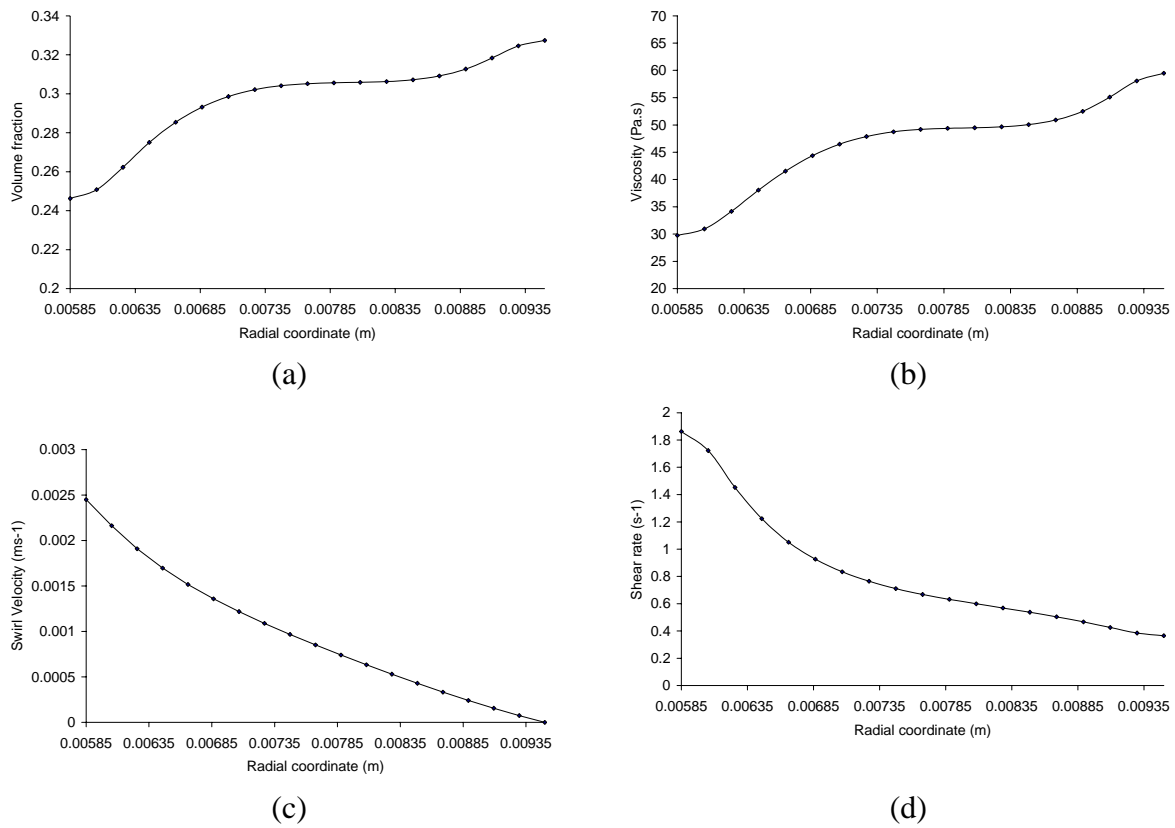 0.34
0.32
0.3
0.28
0.26
0.24
0.22
0.2
Volume fraction
0.00585 0.00635 0.00685 0.00735 0.00785 0.00835 0.00885 0.00935
Radial coordinate (m)
(a)
70
65
60
55
50
45
40
35
30
25
20
Viscosity (Pa.s)
0.00585 0.00635 0.00685 0.00735 0.00785 0.00835 0.00885 0.00935
Radial coordinate (m)
(b)
0.003
0.0025
0.002
0.0015
0.001
0.0005
0
Swirl Velocity (ms-1)
0.00585 0.00635 0.00685 0.00735 0.00785 0.00835 0.00885 0.00935
Radial coordinate (m)
(c)
2
1.8
1.6
1.4
1.2
1
0.8
0.6
0.4
0.2
0
Shear rate (s-1)
0.00585 0.00635 0.00685 0.00735 0.00785 0.00835 0.00885 0.00935
Radial coordinate (m)
(d)